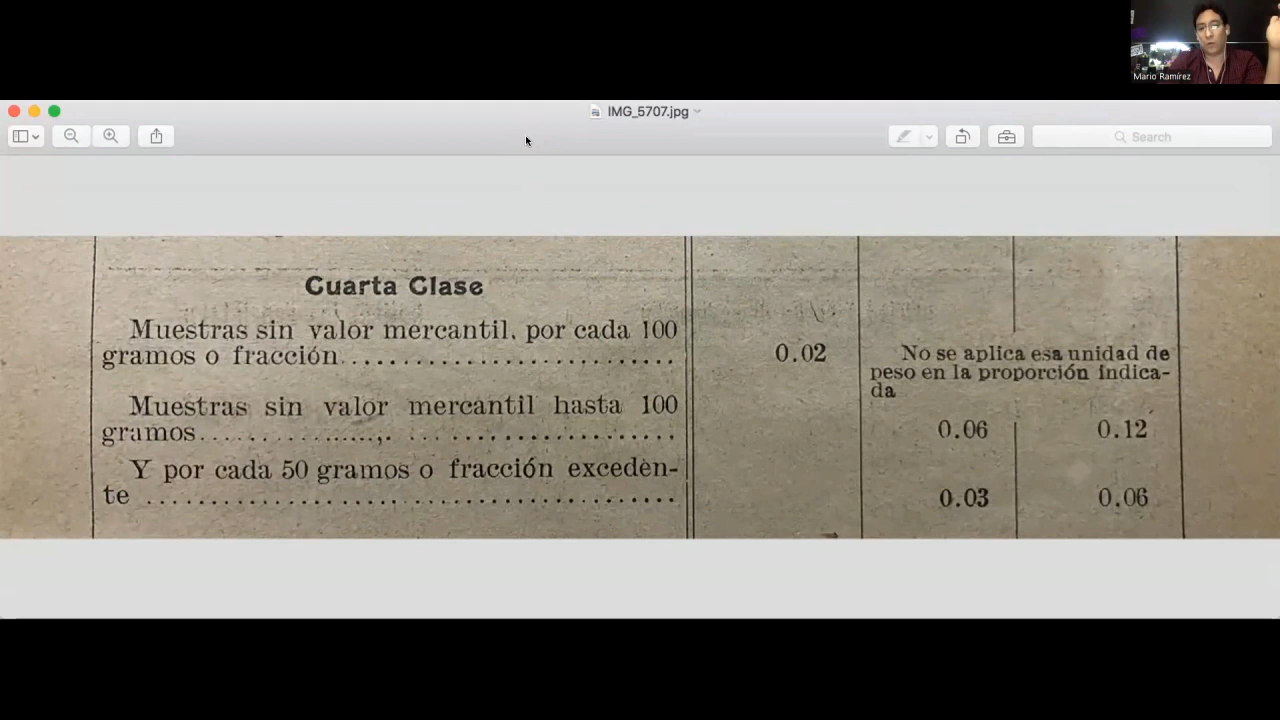 Mario Ramírez
IMG_5707.jpg
Search
Cuarta Clase
Muestras sin valor mercantil, por cada 100
gramos o fracción........................... 0.02
No se aplica esa unidad de
peso en la proporción indica-
da
Muestras sin valor mercantil hasta 100
gramos..................................... 0.06 0.12
Y por cada 50 gramos o fracción exceden-
te ......................................... 0.03 0.06